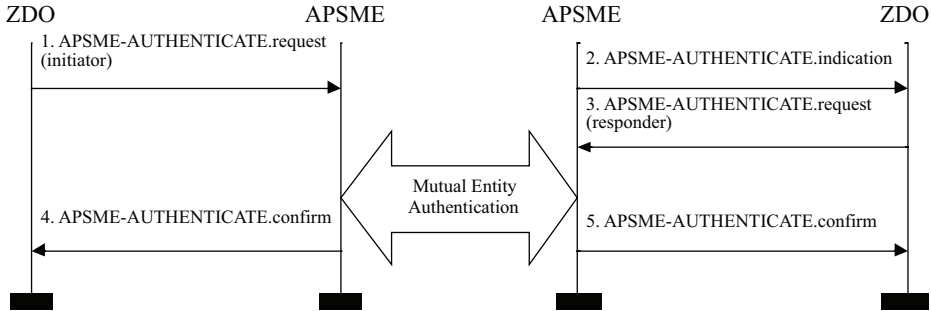 ZDO APSME APSME ZDO
1. APSME-AUTHENTICATE.request
(initiator)
2. APSME-AUTHENTICATE.indication
3. APSME-AUTHENTICATE.request
(responder)
Mutual Entity
Authentication
4. APSME-AUTHENTICATE.confirm
5. APSME-AUTHENTICATE.confirm